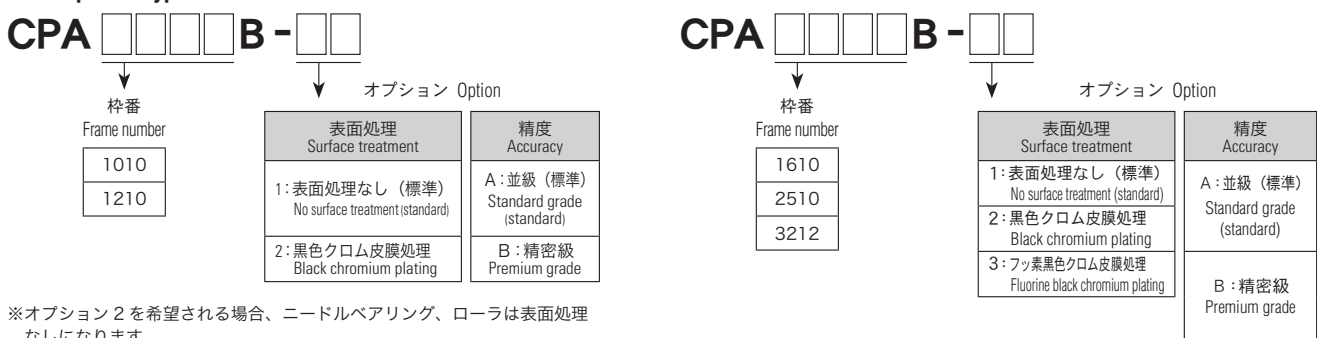 CPA □□□□B-□□
オプション Option
枠番
Frame number
1010
1210
表面処理
Surface treatment
精度
Accuracy
1:表面処理なし（標準）
No surface treatment (standard)
2:黒色クロム皮膜処理
Black chromium plating
A:並級（標準）
Standard grade
(standard)
B:精密級
Premium grade
※オプション 2 を希望される場合、ニードルベアリング、ローラは表面処理
なしになります
CPA □□□□B-□□
オプション Option
枠番
Frame number
1610
2510
3212
表面処理
Surface treatment
精度
Accuracy
1:表面処理なし（標準）
No surface treatment (standard)
2:黒色クロム皮膜処理
Black chromium plating
3:フッ素黒色クロム皮膜処理
Fluorine black chromium plating
A:並級（標準）
Standard grade
(standard)
B:精密級
Premium grade